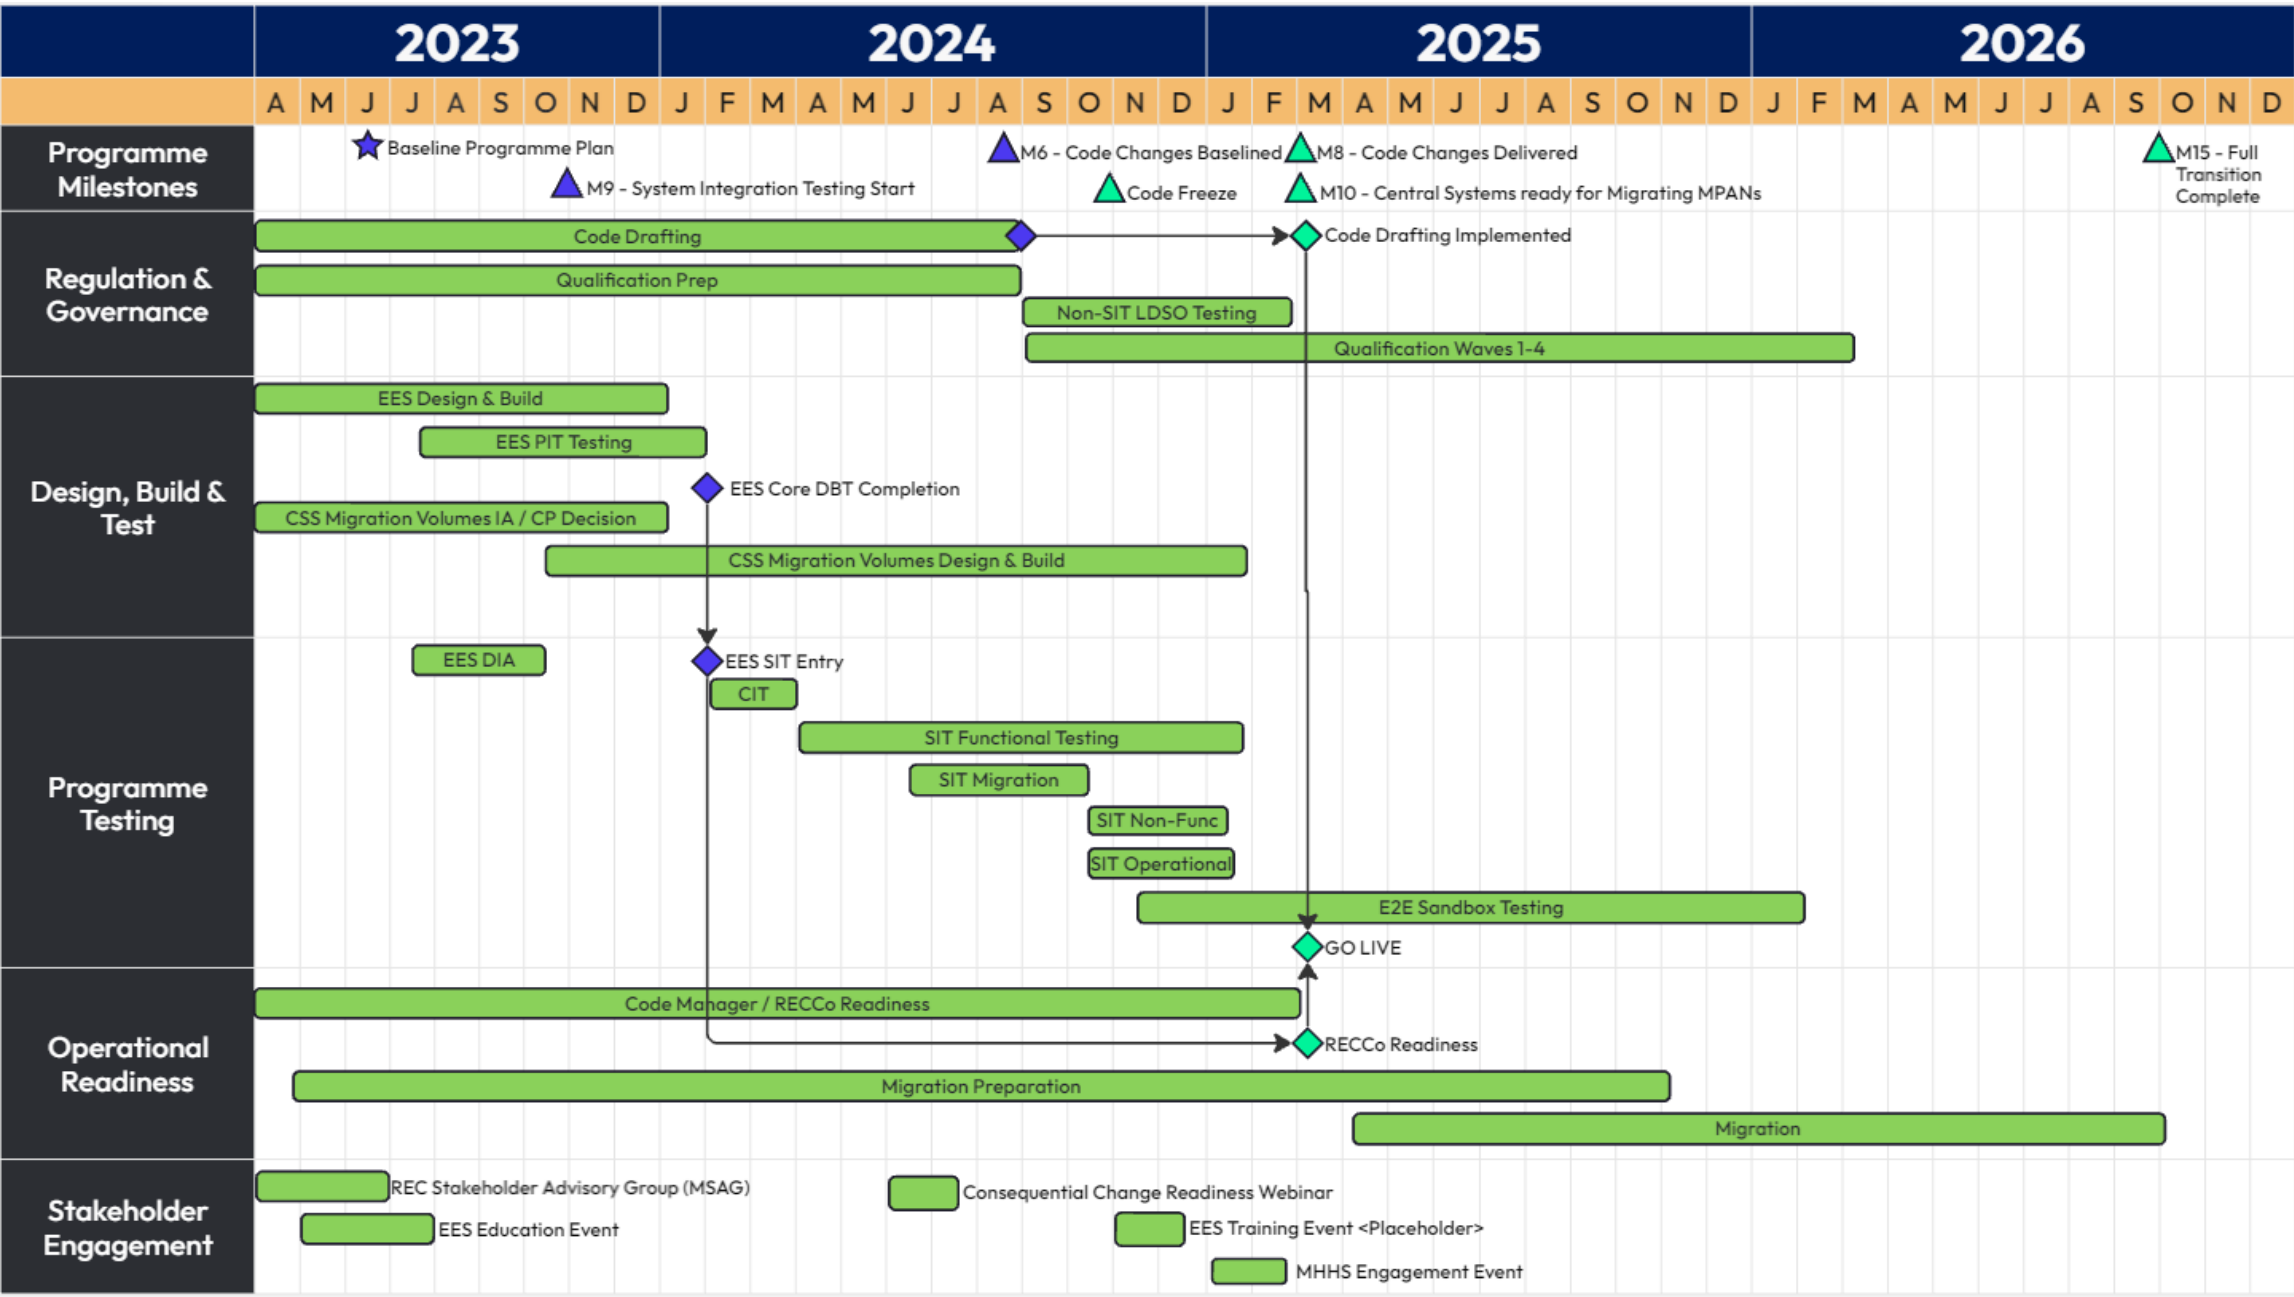 2023 2024 2025 2026
A M J J A S O N D J F M A M J J A S O N D J F M A M J J A S O N D J F M A M J J A S O N D
Programme
Milestones
Baseline Programme Plan
M6 - Code Changes Baselined
M8 - Code Changes Delivered
M15 - Full
Transition
Complete
M9 - System Integration Testing Start
Code Freeze
M10 - Central Systems ready for Migrating MPANs
Regulation &
Governance
Code Drafting
Code Drafting Implemented
Qualification Prep
Non-SIT LDSO Testing
Qualification Waves 1-4
Design, Build &
Test
EES Design & Build
EES PIT Testing
EES Core DBT Completion
CSS Migration Volumes IA / CP Decision
CSS Migration Volumes Design & Build
Programme
Testing
EES DIA
EES SIT Entry
CIT
SIT Functional Testing
SIT Migration
SIT Non-Func
SIT Operational
E2E Sandbox Testing
GO LIVE
Operational
Readiness
Code Manager / RECCo Readiness
RECCo Readiness
Migration Preparation
Migration
Stakeholder
Engagement
REC Stakeholder Advisory Group (MSAG)
Consequential Change Readiness Webinar
EES Education Event
EES Training Event <Placeholder>
MHHS Engagement Event